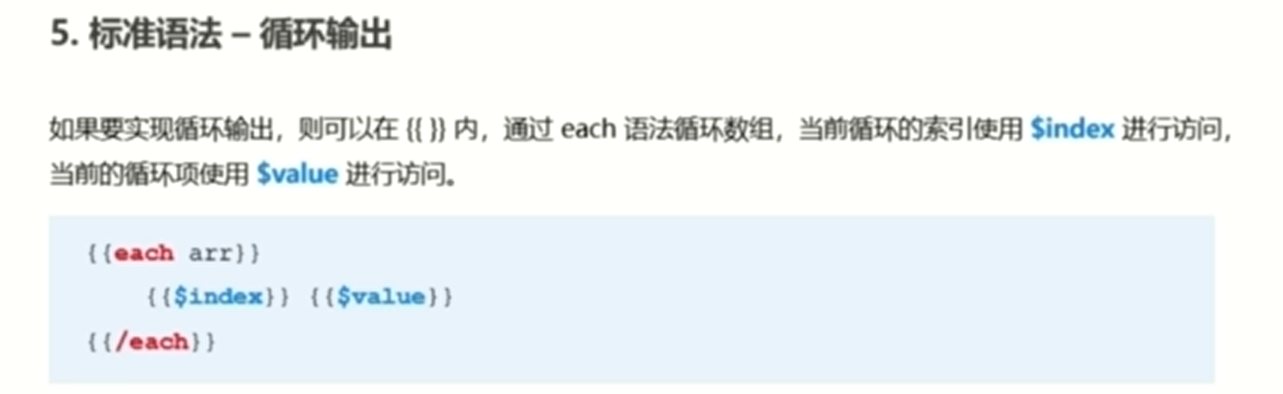 5. 标准语法 – 循环输出
如果要实现循环输出，则可以在 {{ }} 内，通过 each 语法循环数组，当前循环的索引使用 $index 进行访问，
当前的循环项使用 $value 进行访问。
{{each arr}}
{{$index}} {{$value}}
{{/each}}